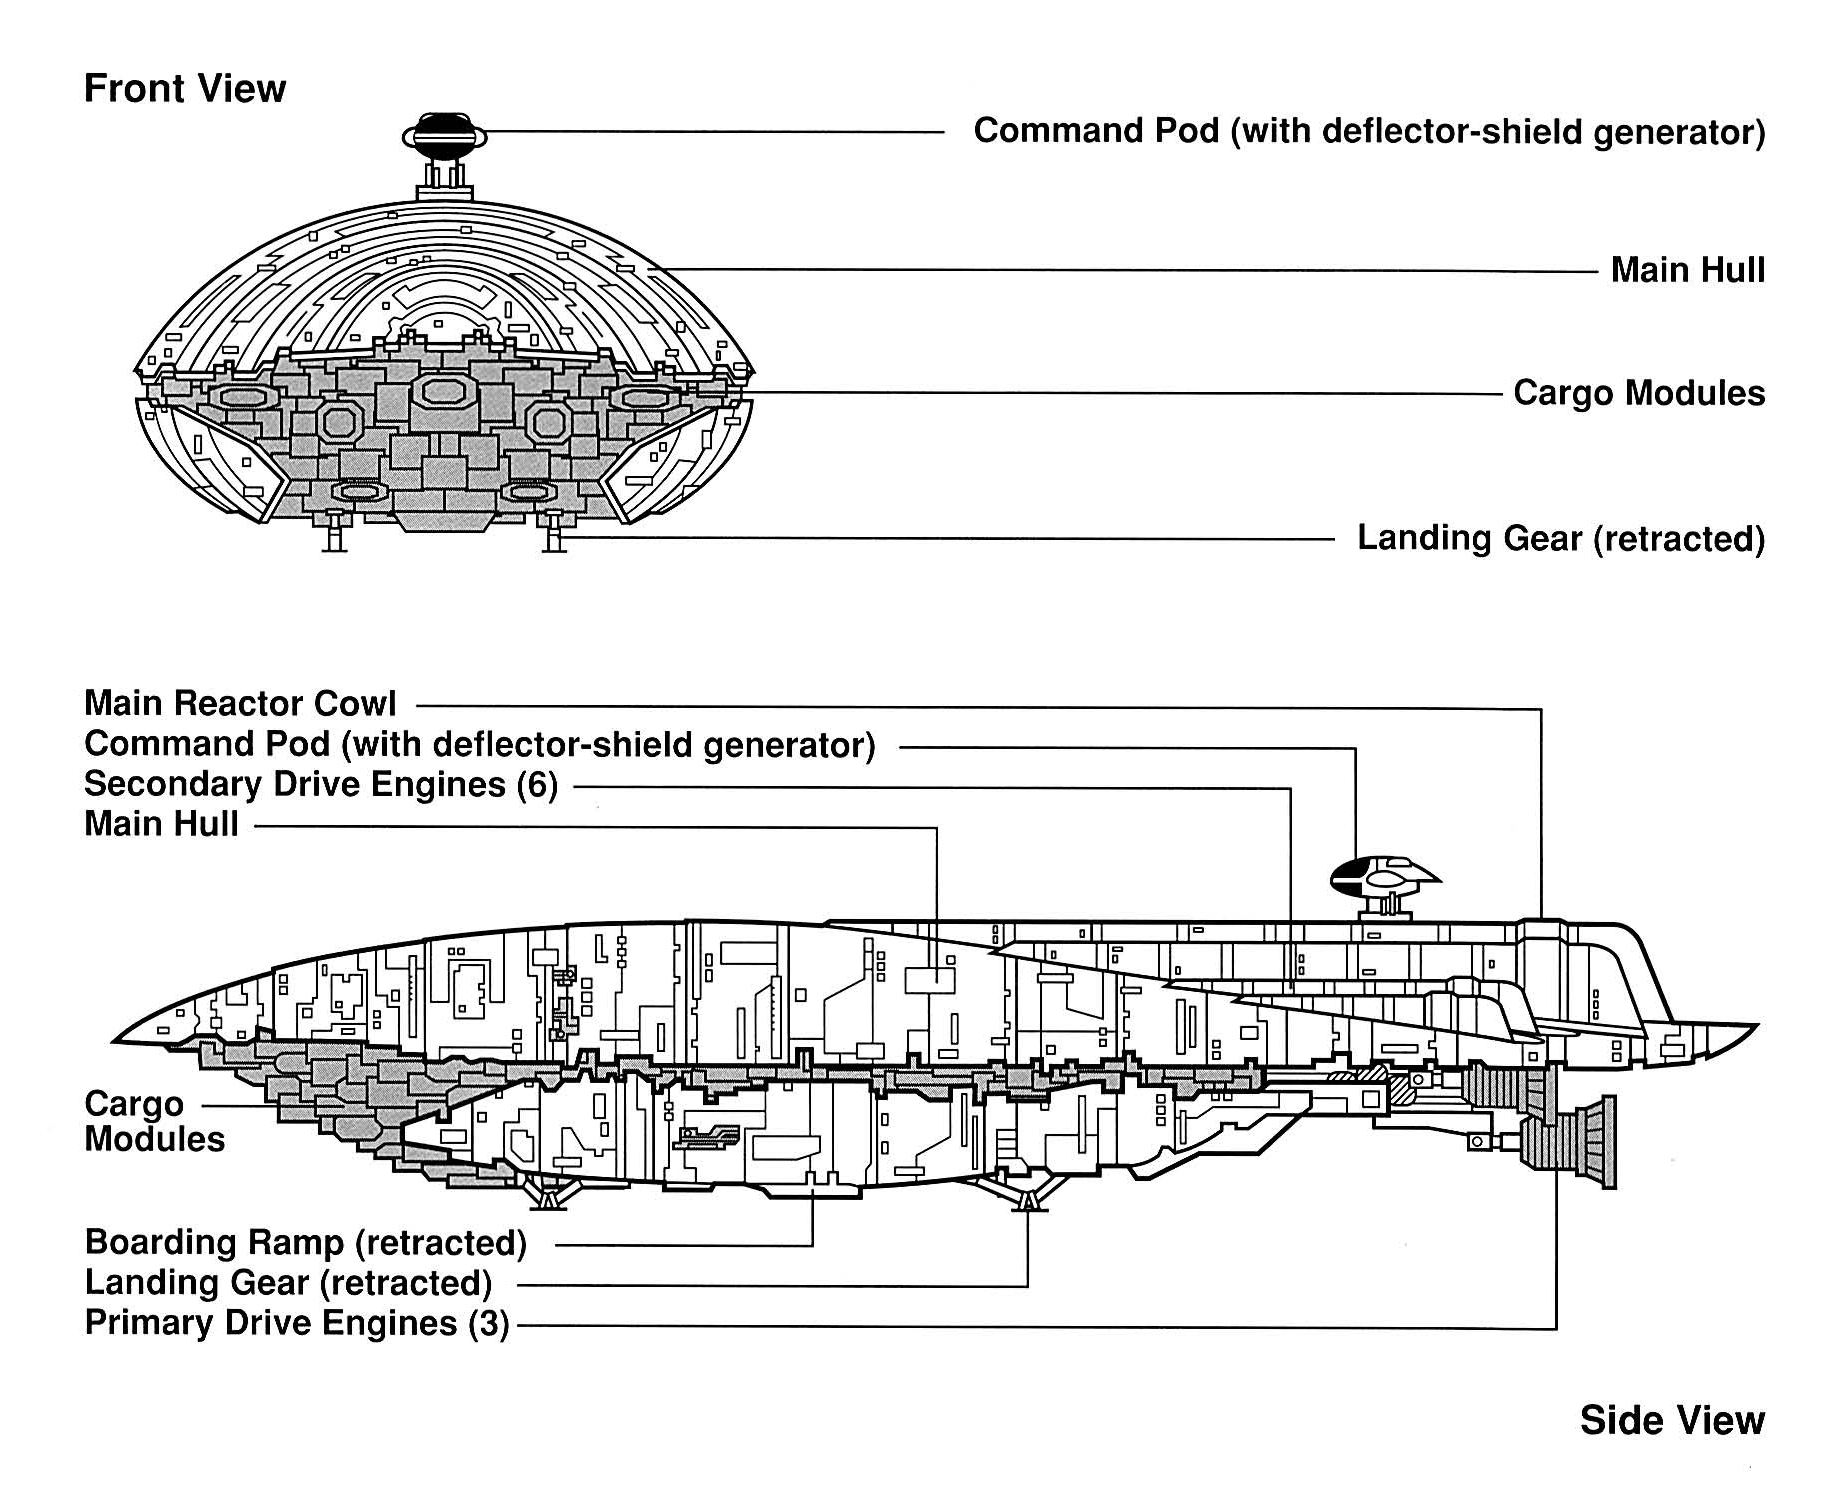 Front View
Command Pod (with deflector-shield generator)
Main Hull
Cargo Modules
Landing Gear (retracted)
Main Reactor Cowl
Command Pod (with deflector-shield generator)
Secondary Drive Engines (6)
Main Hull
Cargo
Modules
Boarding Ramp (retracted)
Landing Gear (retracted)
Primary Drive Engines (3)
Side View